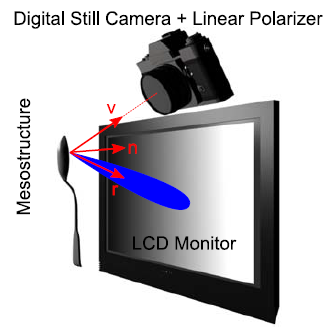 Digital Still Camera + Linear Polarizer
v
n
r
Mesostructure
LCD Monitor